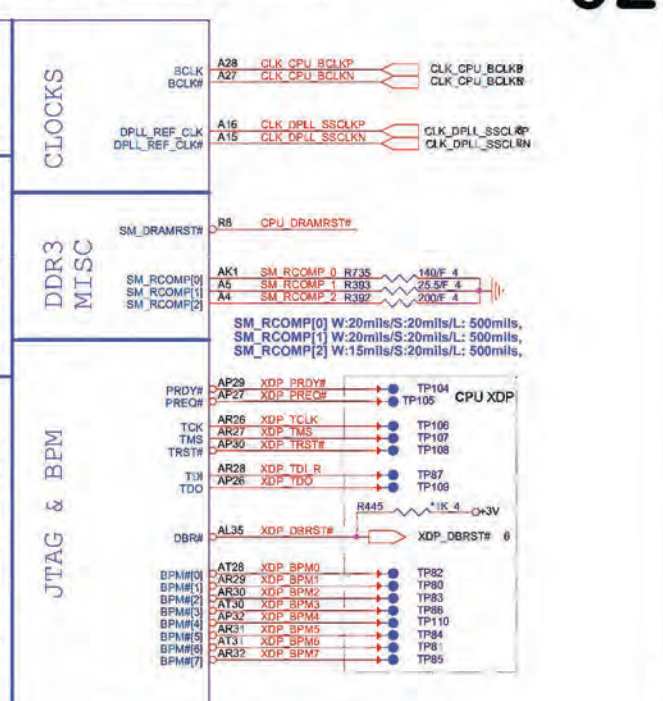 CLOCKS
BCLK A28 CLK_CPU_BCLKP CLK_CPU_BCLKP
BCLK# A27 CLK_CPU_BCLKN CLK_CPU_BCLKN
DPLL_REF_CLK A16 CLK_DPLL_SSCLKP CLK_DPLL_SSCLKP
DPLL_REF_CLK# A15 CLK_DPLL_SSCLKN CLK_DPLL_SSCLKN
DDR3
MISC
SM_DRAMRST# R8 CPU_DRAMRST#
SM_RCOMP[0] AK1 SM_RCOMP_0 R735 140/F_4
SM_RCOMP[1] A5 SM_RCOMP_1 R393 25.5/F_4
SM_RCOMP[2] A4 SM_RCOMP_2 R392 200/F_4
SM_RCOMP[0] W:20mils/S:20mils/L: 500mils,
SM_RCOMP[1] W:20mils/S:20mils/L: 500mils,
SM_RCOMP[2] W:15mils/S:20mils/L: 500mils,
JTAG & BPM
CPU XDP
PRDY# AP29 XDP_PRDY# TP104
PREQ# AP27 XDP_PREQ# TP105
TCK AR26 XDP_TCLK TP106
TMS AR27 XDP_TMS TP107
TRST# AP30 XDP_TRST# TP108
TDI AR28 XDP_TDI_R TP87
TDO AP26 XDP_TDO TP109
R445 *1K_4 +3V
DBR# AL35 XDP_DBRST# XDP_DBRST# 6
BPM#[0] AT28 XDP_BPM0 TP82
BPM#[1] AR29 XDP_BPM1 TP80
BPM#[2] AR30 XDP_BPM2 TP83
BPM#[3] AT30 XDP_BPM3 TP86
BPM#[4] AP32 XDP_BPM4 TP110
BPM#[5] AR31 XDP_BPM5 TP84
BPM#[6] AT31 XDP_BPM6 TP81
BPM#[7] AR32 XDP_BPM7 TP85